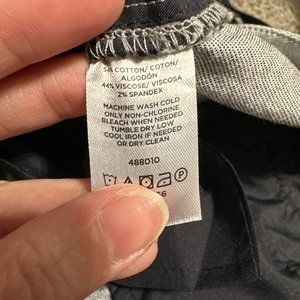 54% COTTON/ COTON/
ALGODÓN
44% VISCOSE/ VISCOSA
2% SPANDEX
MACHINE WASH COLD
ONLY NON-CHLORINE
BLEACH WHEN NEEDED
TUMBLE DRY LOW
COOL IRON IF NEEDED
OR DRY CLEAN
488010